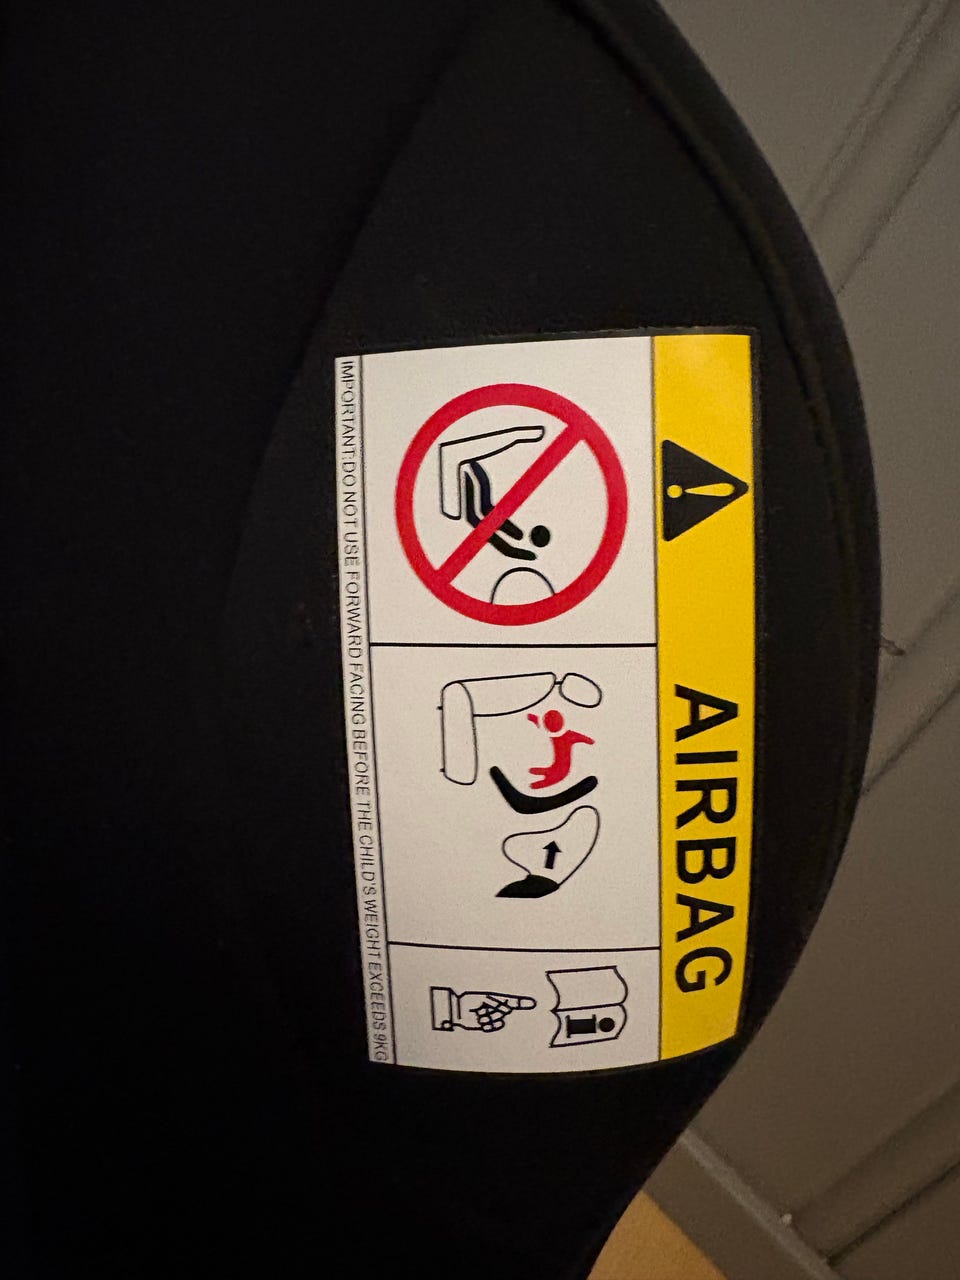 AIRBAG
IMPORTANT:DO NOT USE FORWARD FACING BEFORE THE CHILD'S WEIGHT EXCEEDS 9KG